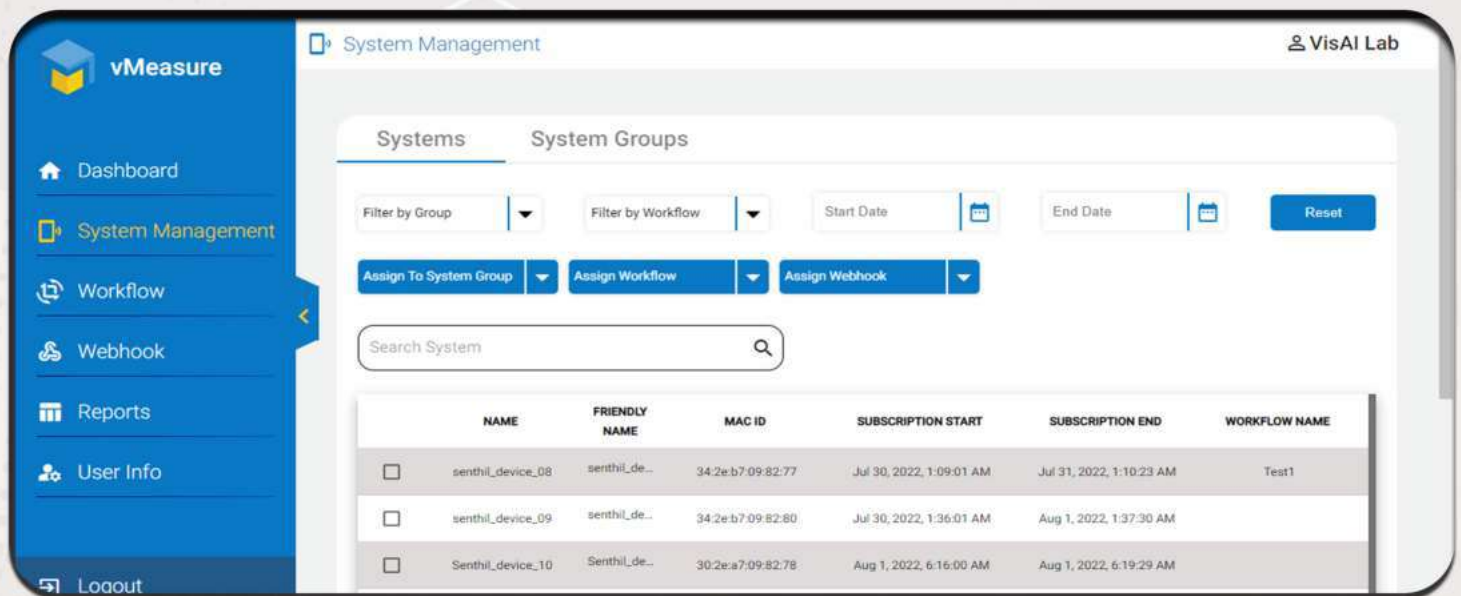 vMeasure
System Management
VisAI Lab
Dashboard
System Management
Workflow
Webhook
Reports
User Info
Logout
Systems System Groups
Filter by Group Filter by Workflow Start Date End Date Reset
Assign To System Group Assign Workflow Assign Webhook
Search System
NAME FRIENDLY NAME MAC ID SUBSCRIPTION START SUBSCRIPTION END WORKFLOW NAME
senthil_device_08 senthil_de... 34:2e:b7:09:82:77 Jul 30, 2022, 1:09:01 AM Jul 31, 2022, 1:10:23 AM Test1
senthil_device_09 senthil_de... 34:2e:b7:09:82:80 Jul 30, 2022, 1:36:01 AM Aug 1, 2022, 1:37:30 AM
Senthil_device_10 Senthil_de... 30:2e:a7:09:82:78 Aug 1, 2022, 6:16:00 AM Aug 1, 2022, 6:19:29 AM